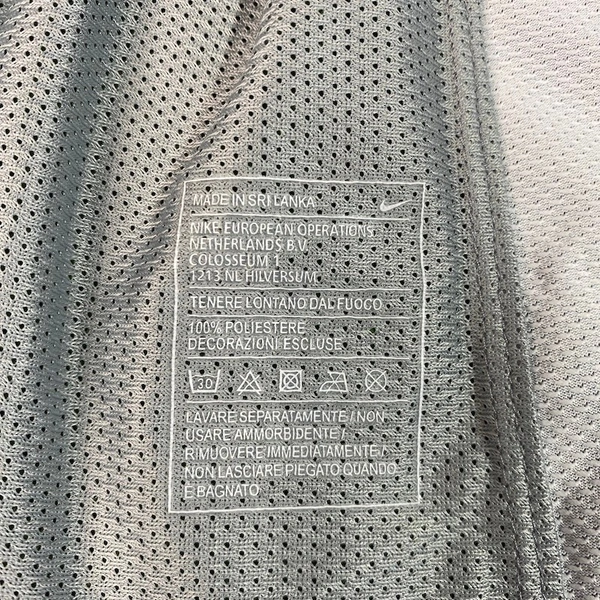 MADE IN SRI LANKA
NIKE EUROPEAN OPERATIONS
NETHERLANDS B.V.
COLOSSEUM 1
1213 NL HILVERSUM
TENERE LONTANO DAL FUOCO
100% POLIESTERE
DECORAZIONI ESCLUSE
30
LAVARE SEPARATAMENTE / NON
USARE AMMORBIDENTE /
RIMUOVERE IMMEDIATAMENTE /
NON LASCIARE PIEGATO QUANDO
E BAGNATO